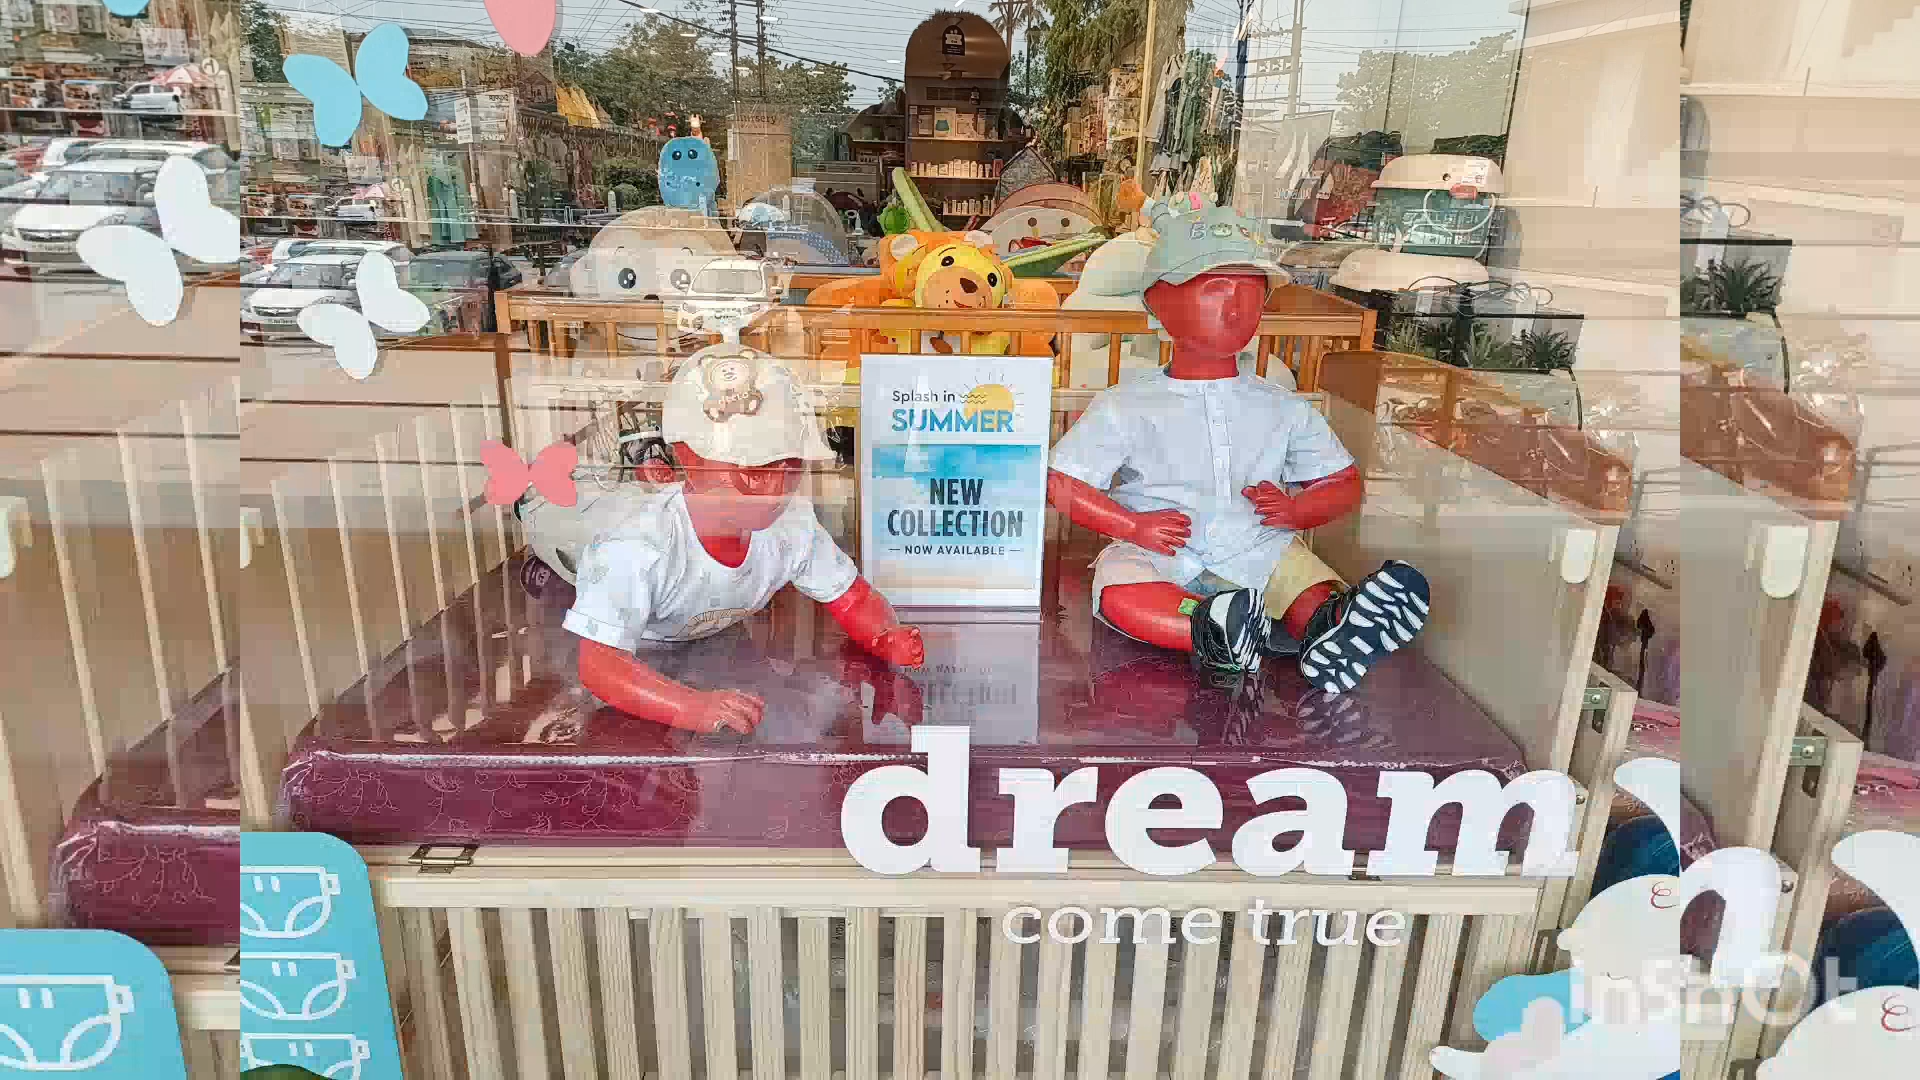 Splash in
SUMMER
NEW
COLLECTION
NOW AVAILABLE
dream
come true
InShOt